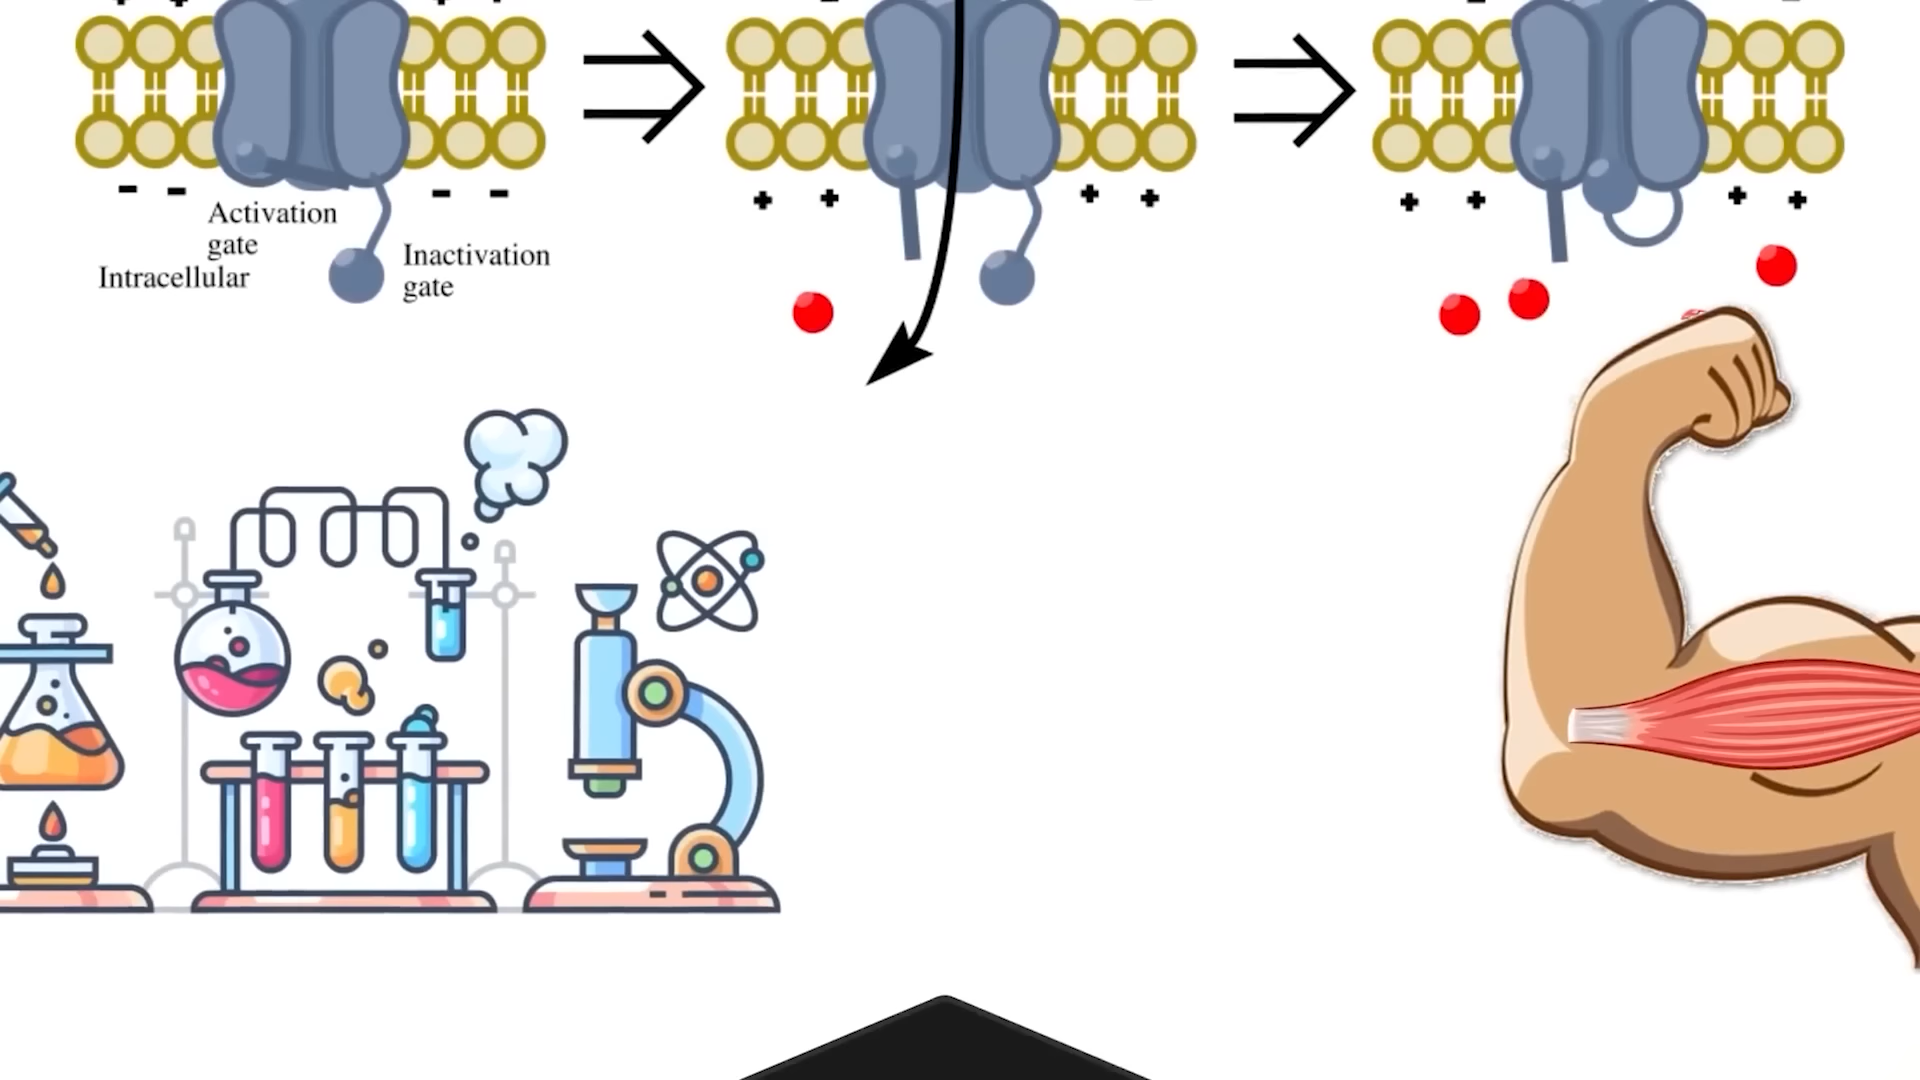 Activation
gate
Intracellular
Inactivation
gate